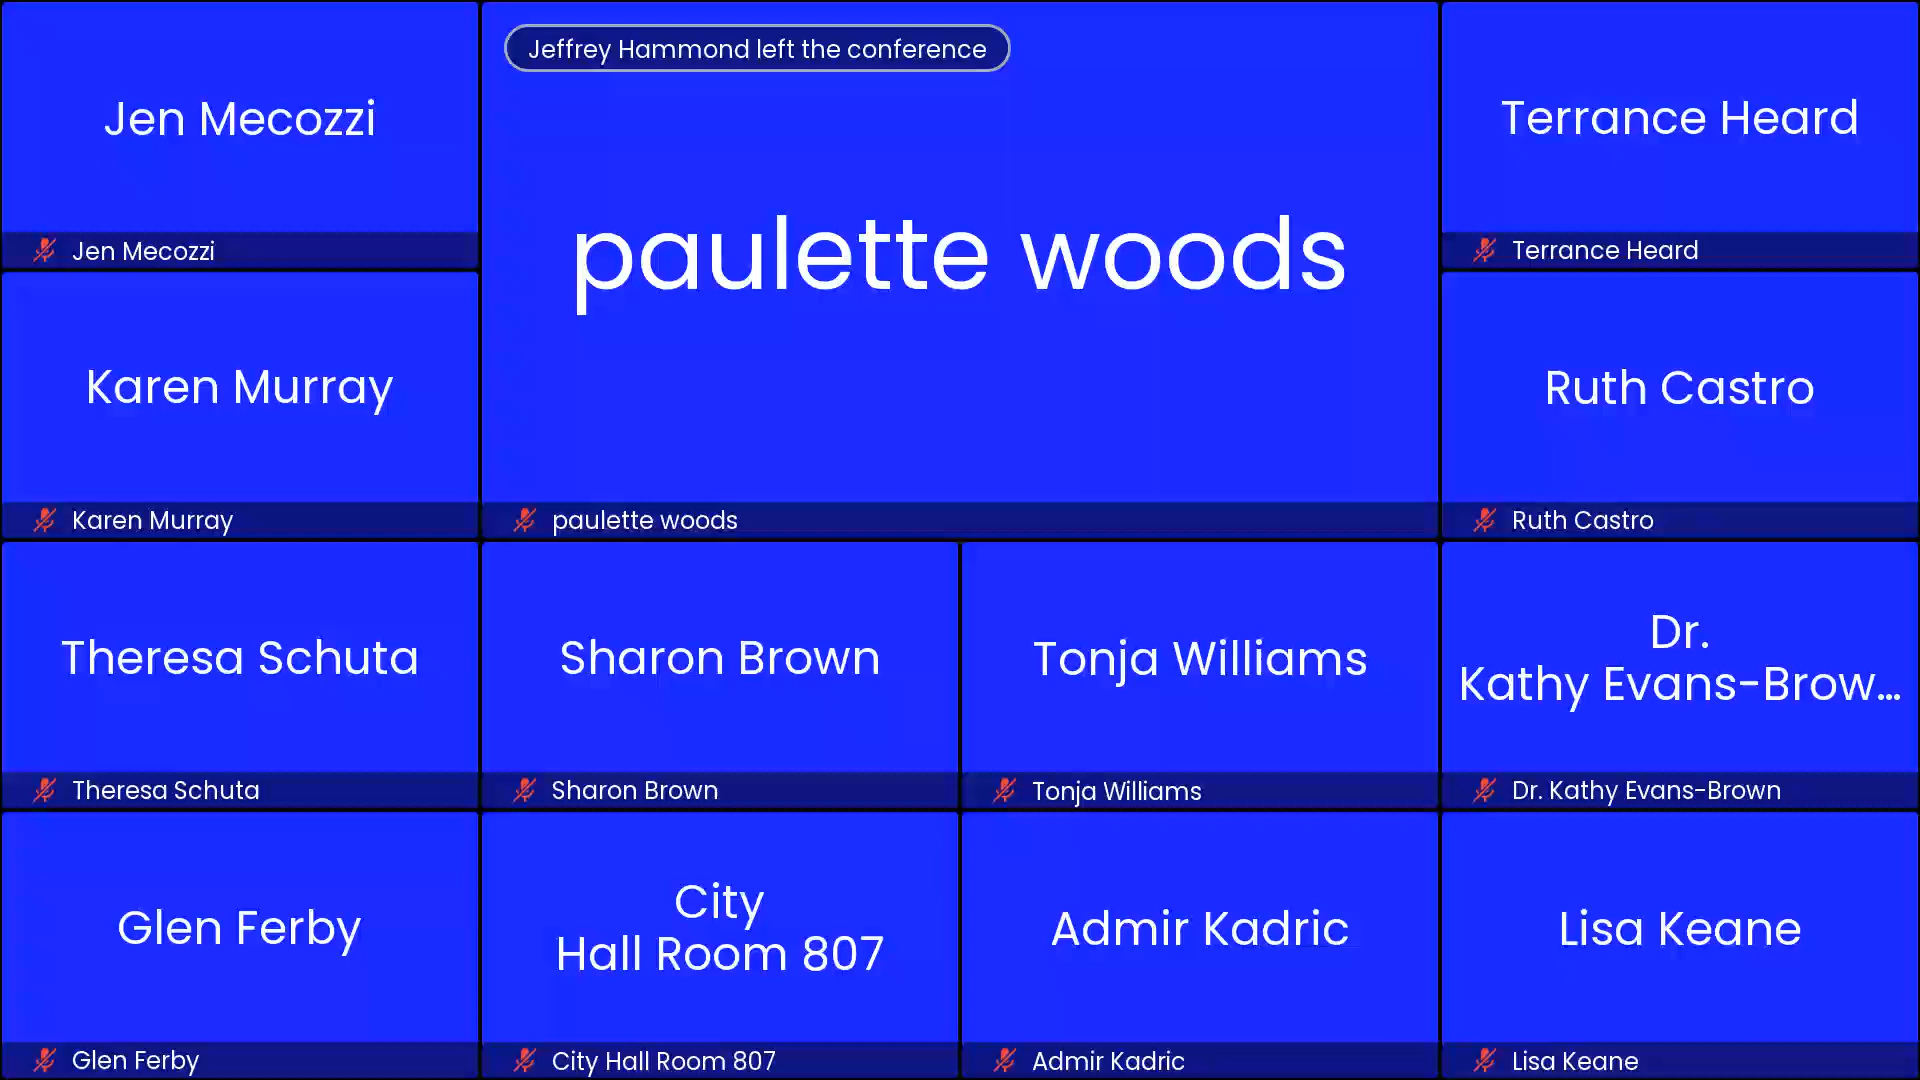 Jen Mecozzi
Jen Mecozzi
Jeffrey Hammond left the conference
paulette woods
paulette woods
Terrance Heard
Terrance Heard
Karen Murray
Karen Murray
Ruth Castro
Ruth Castro
Theresa Schuta
Theresa Schuta
Sharon Brown
Sharon Brown
Tonja Williams
Tonja Williams
Dr.
Kathy Evans-Brow...
Dr. Kathy Evans-Brown
Glen Ferby
Glen Ferby
City
Hall Room 807
City Hall Room 807
Admir Kadric
Admir Kadric
Lisa Keane
Lisa Keane